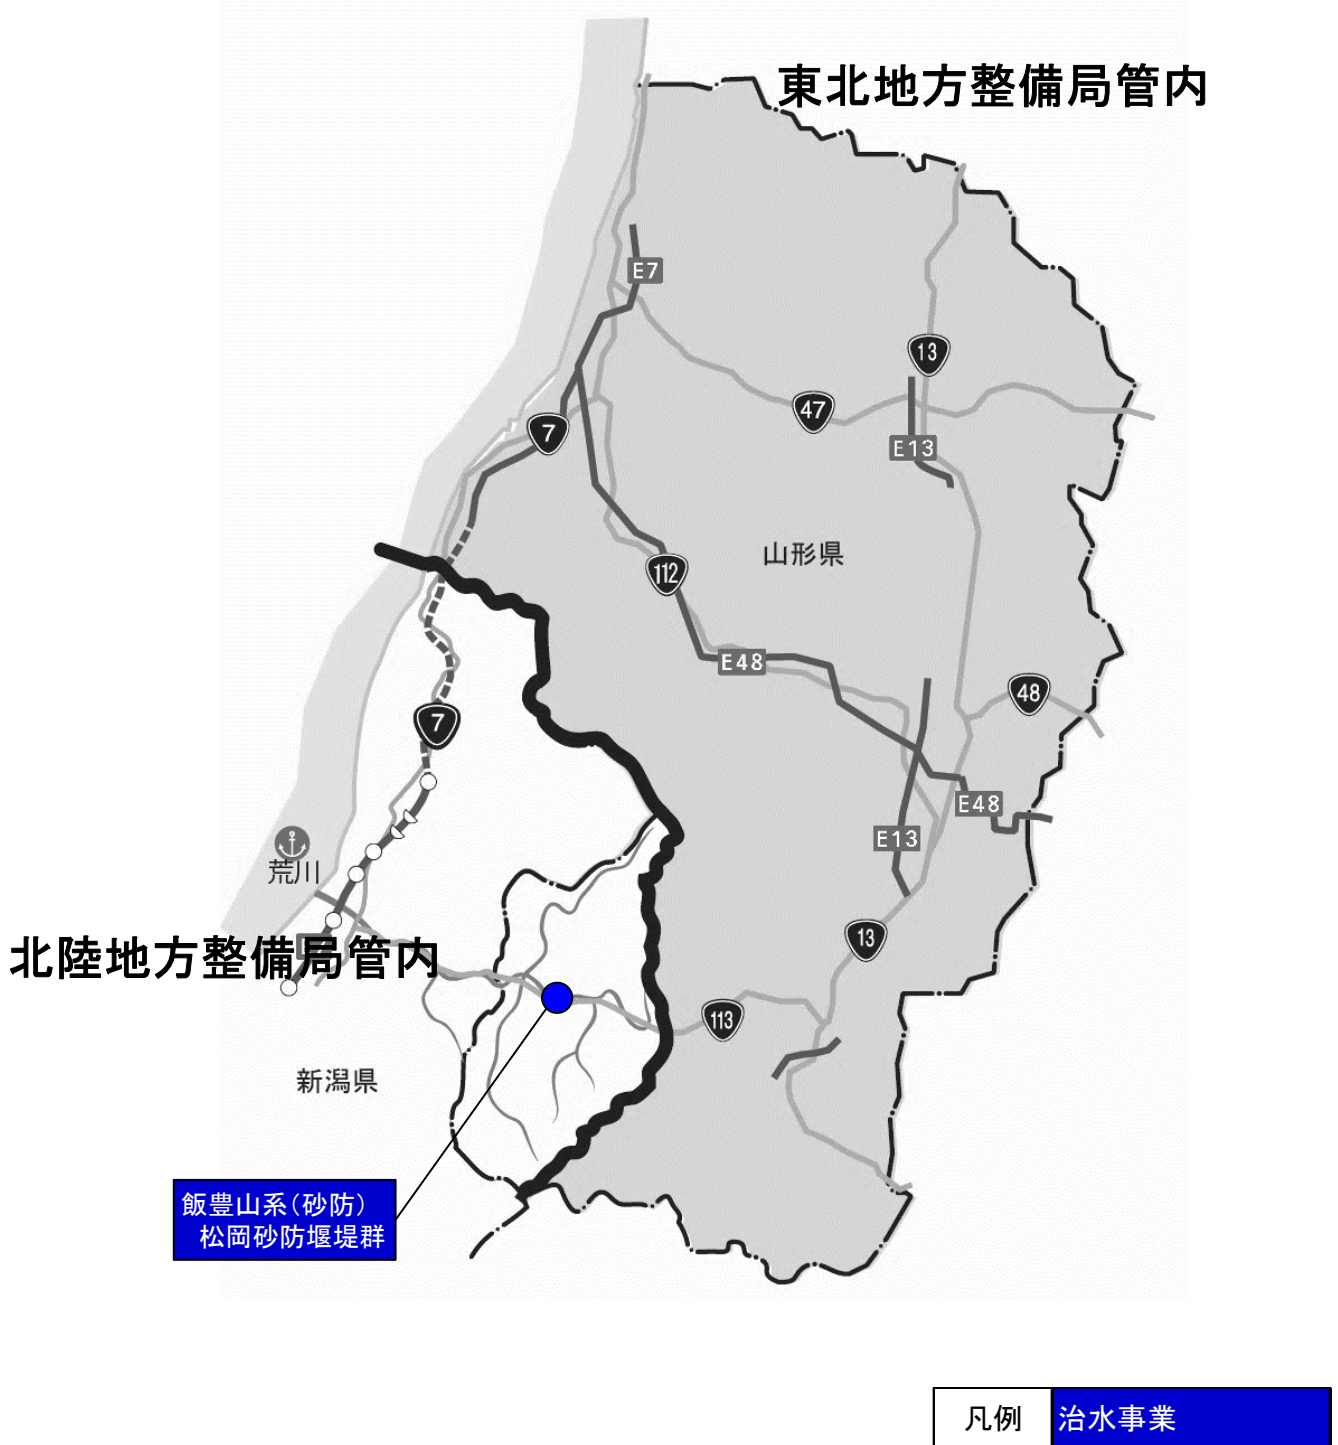 東北地方整備局管内
E7
13
47
7
E13
山形県
112
E48
48
7
E48
E13
荒川
13
北陸地方整備局管内
113
新潟県
飯豊山系(砂防)
松岡砂防堰堤群
凡例
治水事業